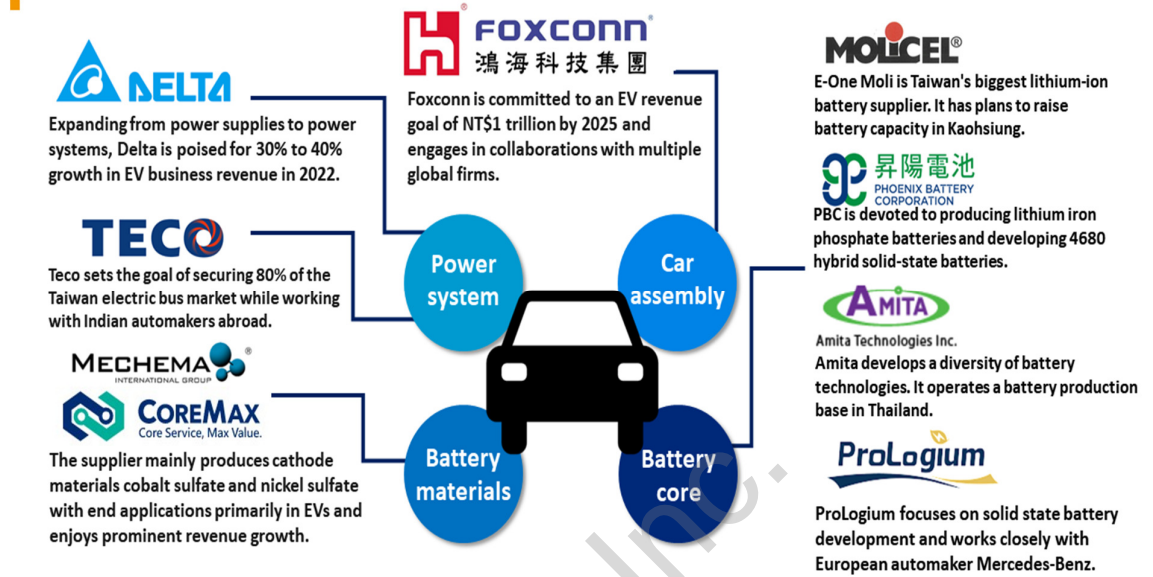 DELTA
Expanding from power supplies to power
systems, Delta is poised for 30% to 40%
growth in EV business revenue in 2022.
FOXCONN®
鴻海科技集團
Foxconn is committed to an EV revenue
goal of NT$1 trillion by 2025 and
engages in collaborations with multiple
global firms.
MOLiCEL®
E-One Moli is Taiwan's biggest lithium-ion
battery supplier. It has plans to raise
battery capacity in Kaohsiung.
昇陽電池
PHOENIX BATTERY
CORPORATION
PBC is devoted to producing lithium iron
phosphate batteries and developing 4680
hybrid solid-state batteries.
TECO
Teco sets the goal of securing 80% of the
Taiwan electric bus market while working
with Indian automakers abroad.
Power
system
Car
assembly
AMITA
Amita Technologies Inc.
Amita develops a diversity of battery
technologies. It operates a battery production
base in Thailand.
MECHEMA®
INTERNATIONAL GROUP
COREMAX
Core Service, Max Value.
The supplier mainly produces cathode
materials cobalt sulfate and nickel sulfate
with end applications primarily in EVs and
enjoys prominent revenue growth.
Battery
materials
Battery
core
ProLogium
ProLogium focuses on solid state battery
development and works closely with
European automaker Mercedes-Benz.
Inc.